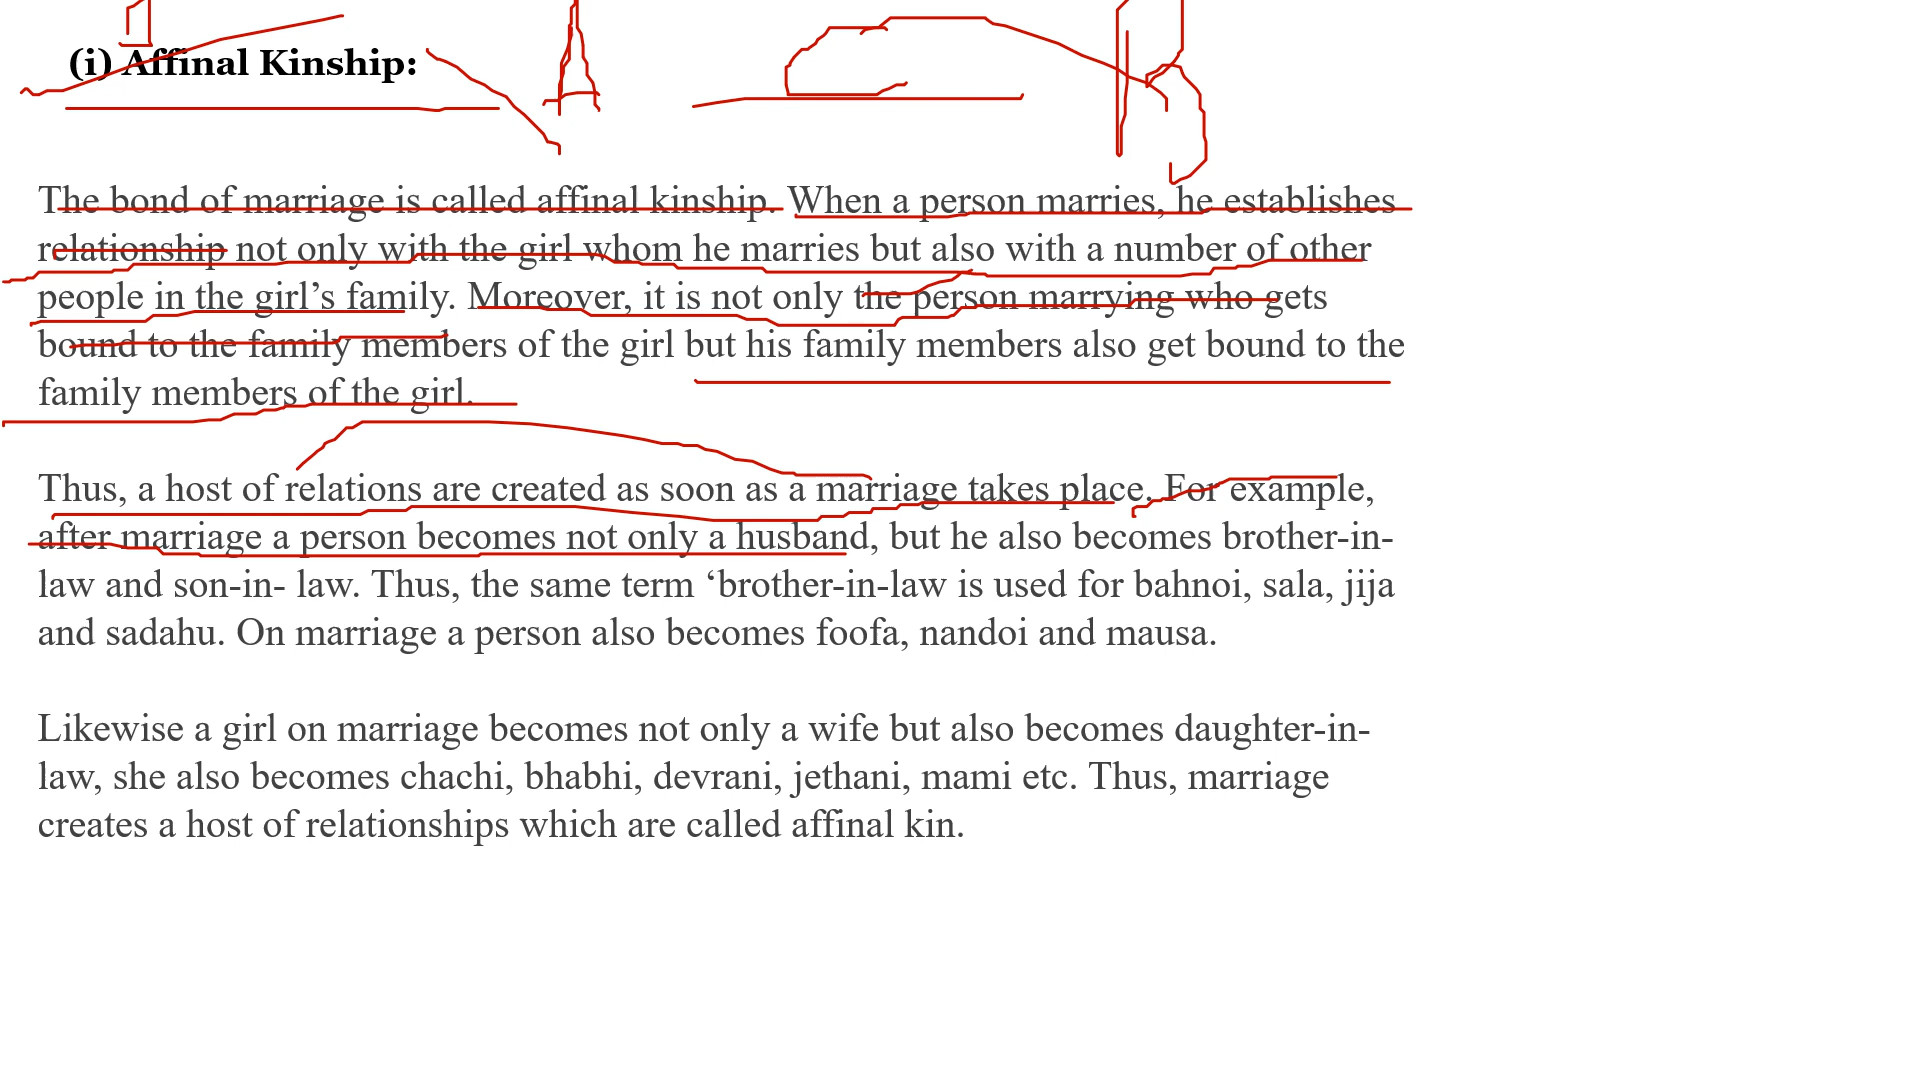 (i) Affinal Kinship:
The bond of marriage is called affinal kinship. When a person marries, he establishes
relationship not only with the girl whom he marries but also with a number of other
people in the girl’s family. Moreover, it is not only the person marrying who gets
bound to the family members of the girl but his family members also get bound to the
family members of the girl.
Thus, a host of relations are created as soon as a marriage takes place. For example,
after marriage a person becomes not only a husband, but he also becomes brother-in-
law and son-in- law. Thus, the same term ‘brother-in-law is used for bahnoi, sala, jija
and sadahu. On marriage a person also becomes foofa, nandoi and mausa.
Likewise a girl on marriage becomes not only a wife but also becomes daughter-in-
law, she also becomes chachi, bhabhi, devrani, jethani, mami etc. Thus, marriage
creates a host of relationships which are called affinal kin.